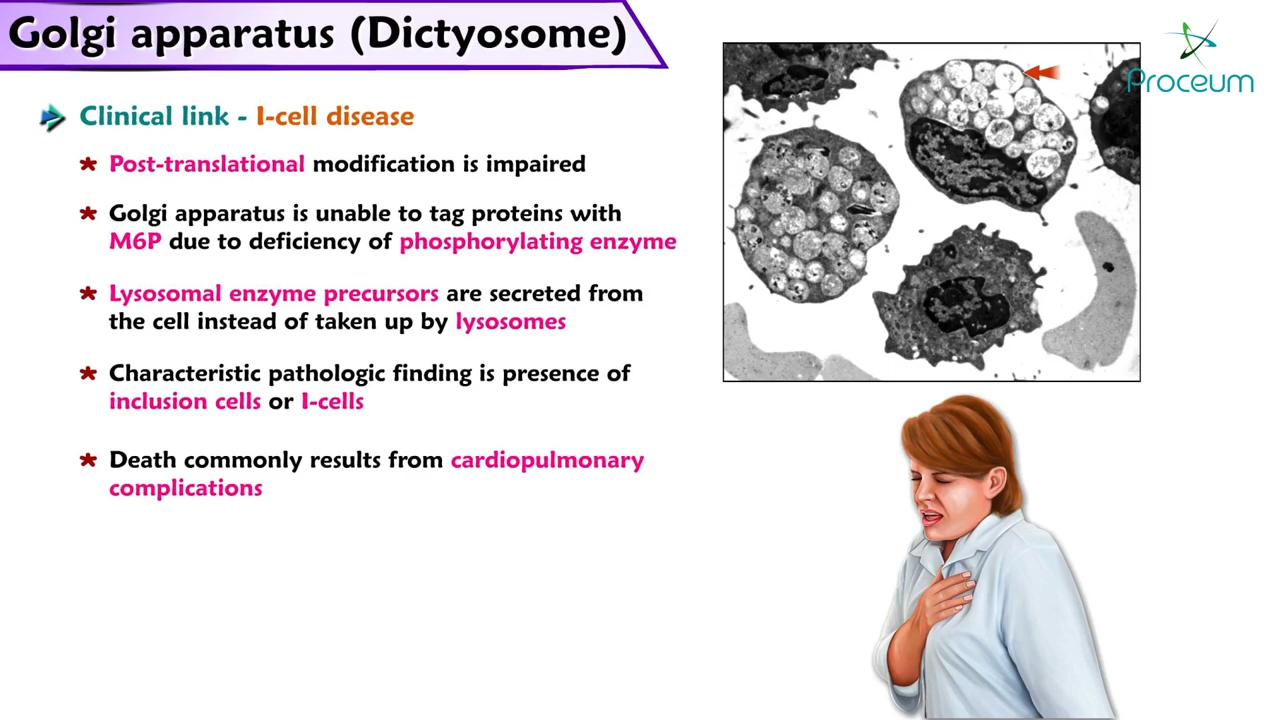 Golgi apparatus (Dictyosome)
Proceum
Clinical link - I-cell disease
Post-translational modification is impaired
Golgi apparatus is unable to tag proteins with
M6P due to deficiency of phosphorylating enzyme
Lysosomal enzyme precursors are secreted from
the cell instead of taken up by lysosomes
Characteristic pathologic finding is presence of
inclusion cells or I-cells
Death commonly results from cardiopulmonary
complications